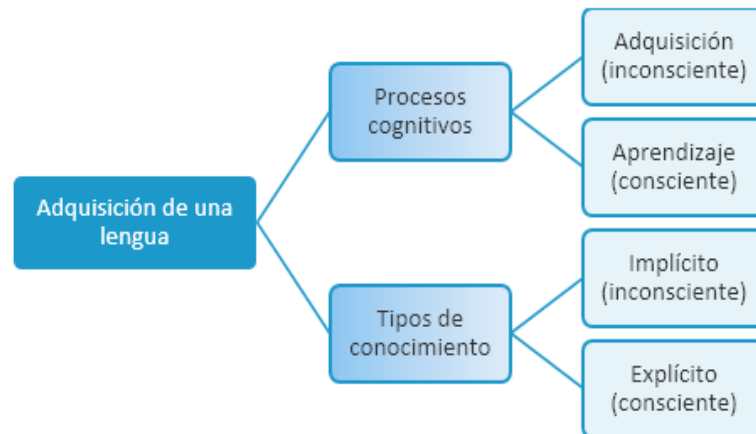 Adquisición de una
lengua
Procesos
cognitivos
Adquisición
(inconsciente)
Aprendizaje
(consciente)
Tipos de
conocimiento
Implícito
(inconsciente)
Explícito
(consciente)